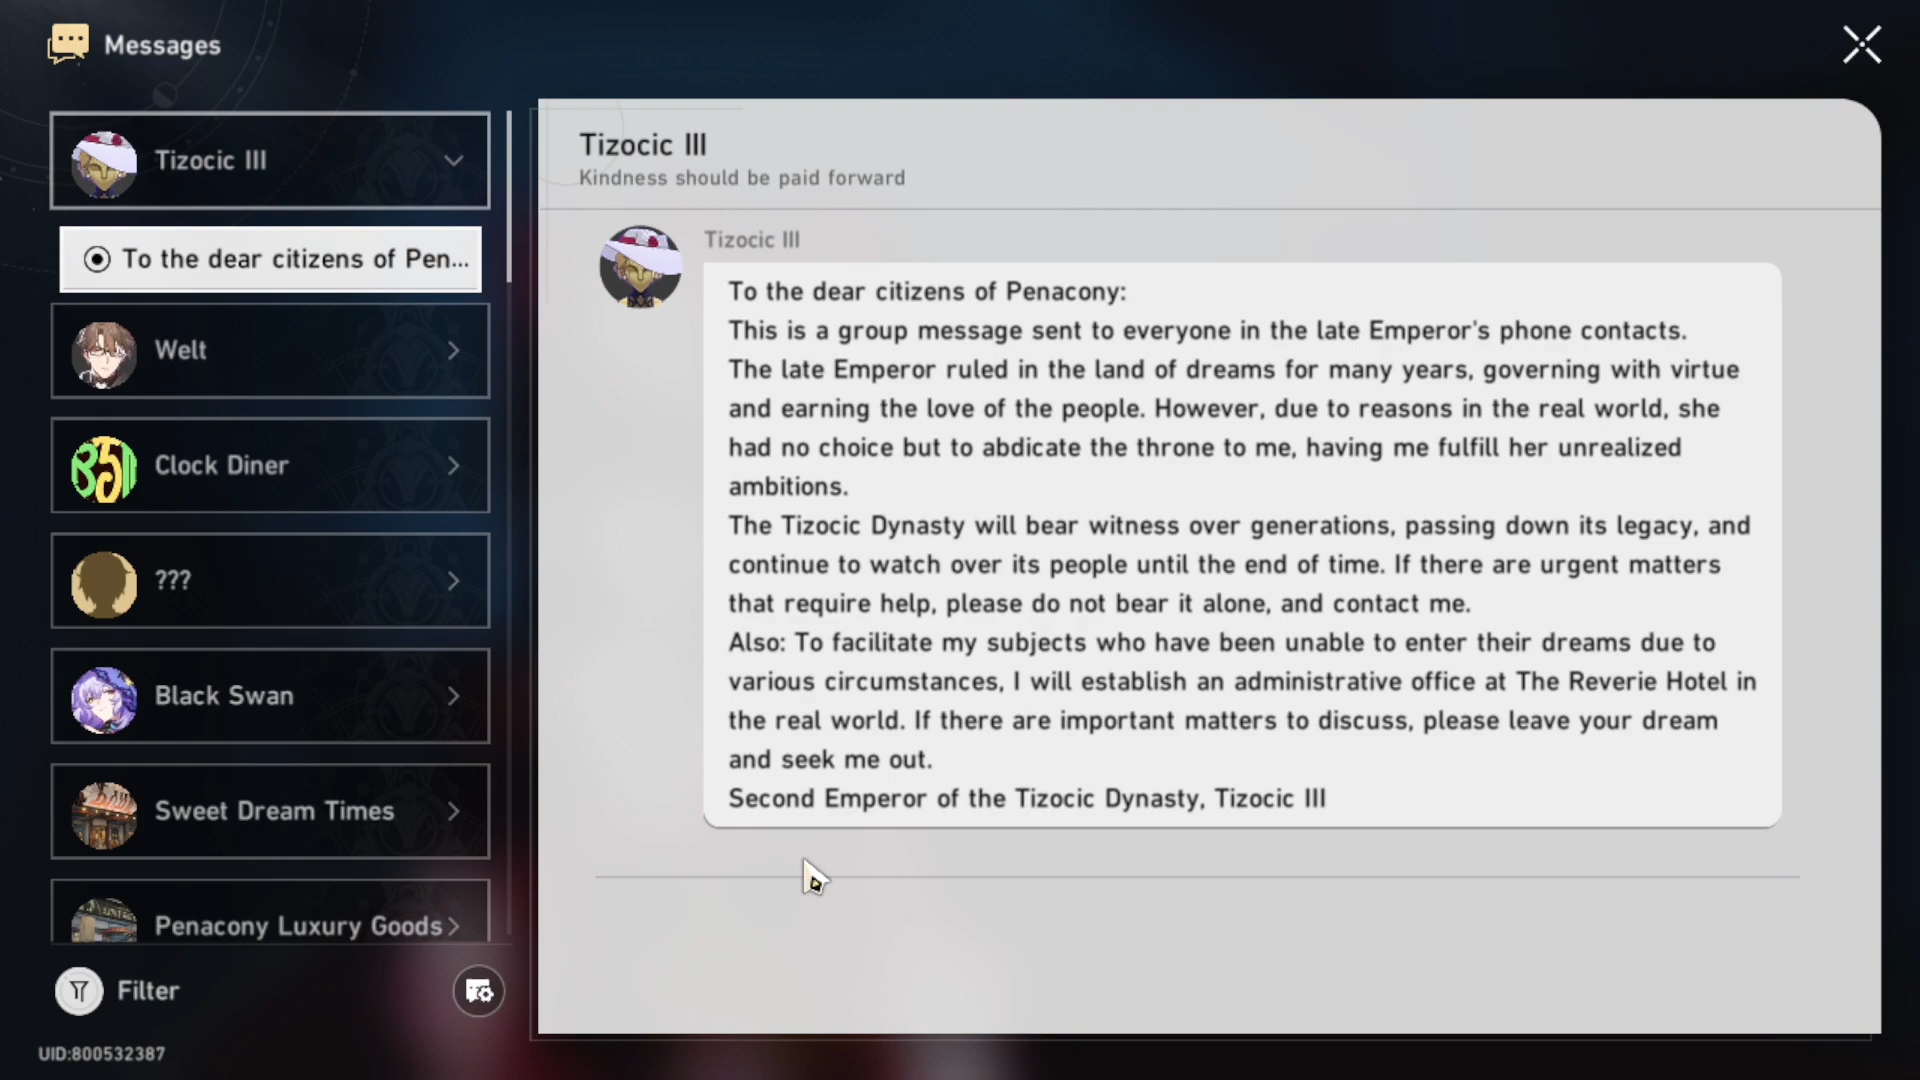 Messages
Tizocic III
To the dear citizens of Pen...
Welt
Clock Diner
???
Black Swan
Sweet Dream Times
Penacony Luxury Goods
Filter
UID:800532387
Tizocic III
Kindness should be paid forward
Tizocic III
To the dear citizens of Penacony:
This is a group message sent to everyone in the late Emperor's phone contacts.
The late Emperor ruled in the land of dreams for many years, governing with virtue
and earning the love of the people. However, due to reasons in the real world, she
had no choice but to abdicate the throne to me, having me fulfill her unrealized
ambitions.
The Tizocic Dynasty will bear witness over generations, passing down its legacy, and
continue to watch over its people until the end of time. If there are urgent matters
that require help, please do not bear it alone, and contact me.
Also: To facilitate my subjects who have been unable to enter their dreams due to
various circumstances, I will establish an administrative office at The Reverie Hotel in
the real world. If there are important matters to discuss, please leave your dream
and seek me out.
Second Emperor of the Tizocic Dynasty, Tizocic III